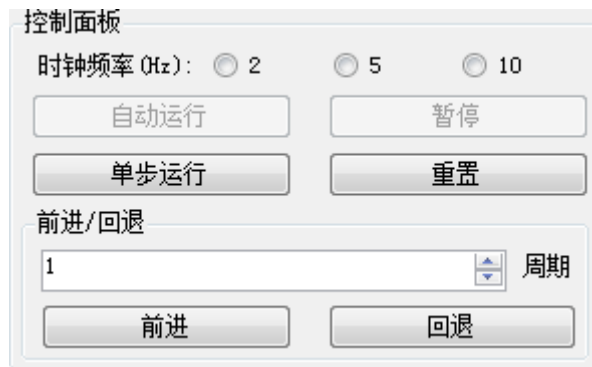 控制面板
时钟频率(Hz): 2 5 10
自动运行 暂停
单步运行 重置
前进/回退
1 周期
前进 回退